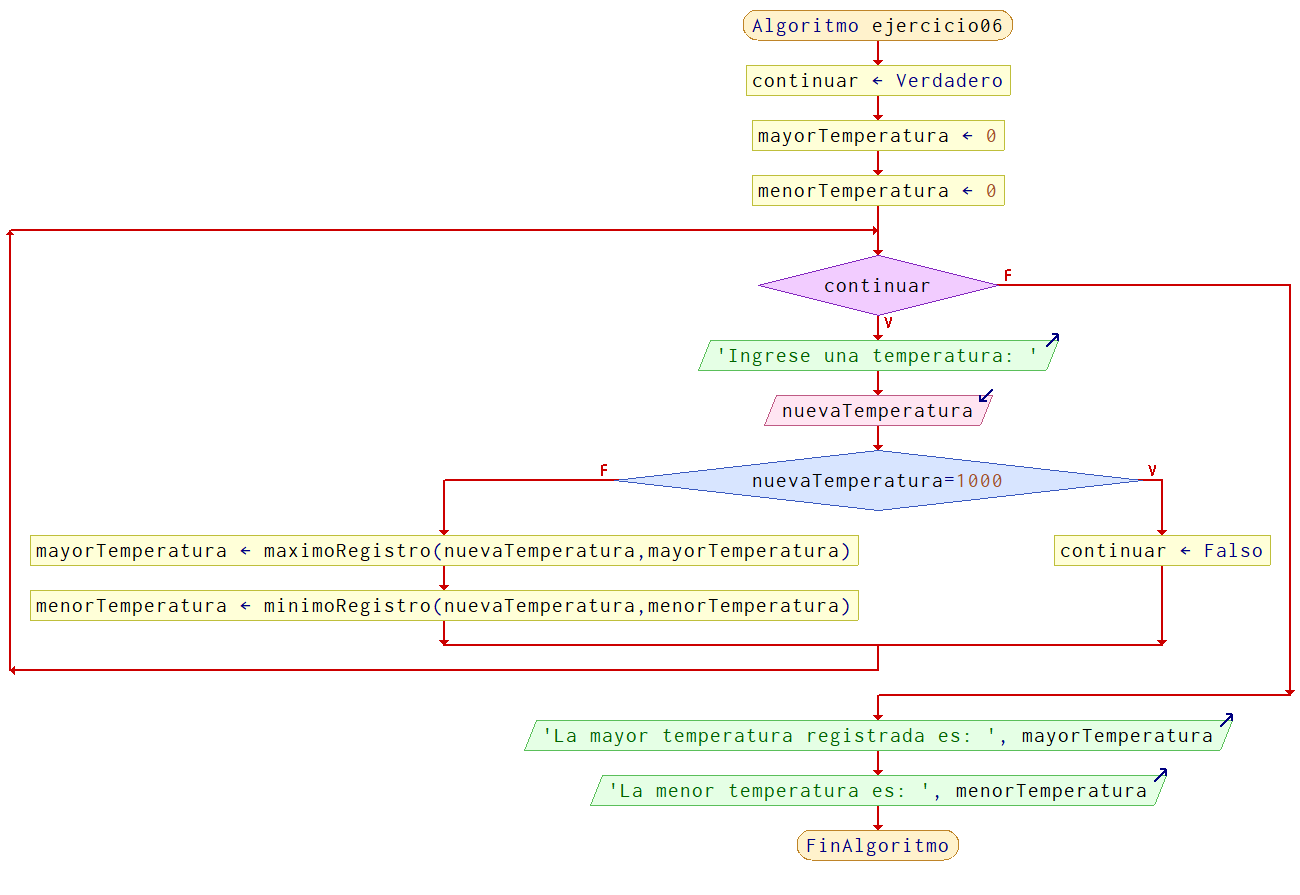 Algoritmo ejercicio06
continuar ← Verdadero
mayorTemperatura ← 0
menorTemperatura ← 0
continuar
F
V
'Ingrese una temperatura: '
nuevaTemperatura
F
nuevaTemperatura=1000
V
mayorTemperatura ← maximoRegistro(nuevaTemperatura,mayorTemperatura)
continuar ← Falso
menorTemperatura ← minimoRegistro(nuevaTemperatura,menorTemperatura)
'La mayor temperatura registrada es: ', mayorTemperatura
'La menor temperatura es: ', menorTemperatura
FinAlgoritmo